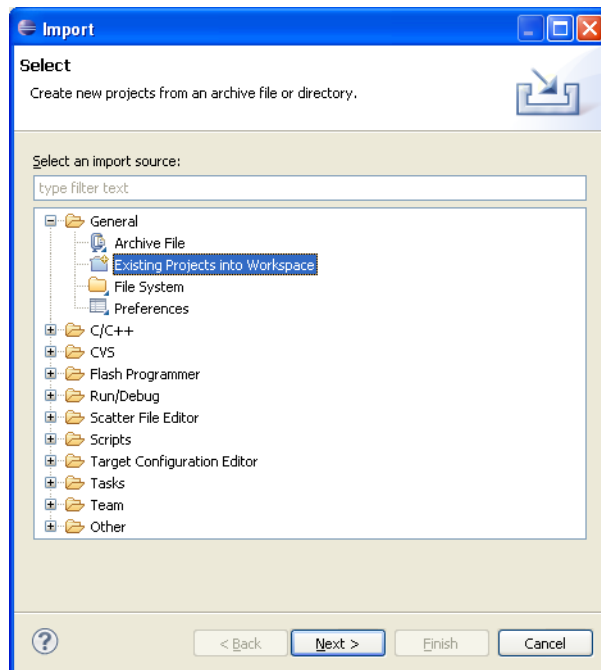 Import
Select
Create new projects from an archive file or directory.
Select an import source:
type filter text
General
Archive File
Existing Projects into Workspace
File System
Preferences
C/C++
CVS
Flash Programmer
Run/Debug
Scatter File Editor
Scripts
Target Configuration Editor
Tasks
Team
Other
? < Back Next > Finish Cancel